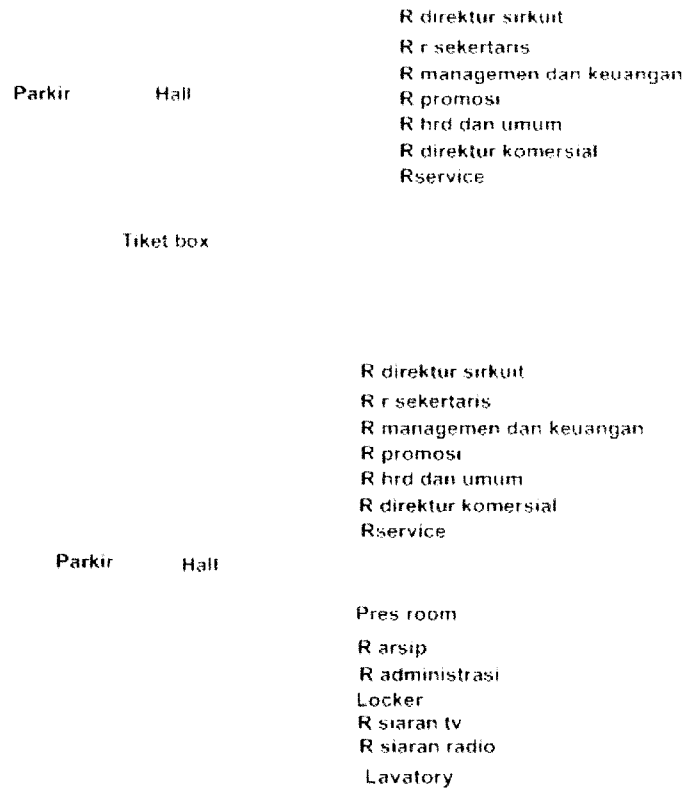 R direktur sirkuit
R r sekertaris
R managemen dan keuangan
Parkir Hall R promosi
R hrd dan umum
R direktur komersial
Rservice
Tiket box
R direktur sirkuit
R r sekertaris
R managemen dan keuangan
R promosi
R hrd dan umum
R direktur komersial
Rservice
Parkir Hall
Pres room
R arsip
R administrasi
Locker
R siaran tv
R siaran radio
Lavatory